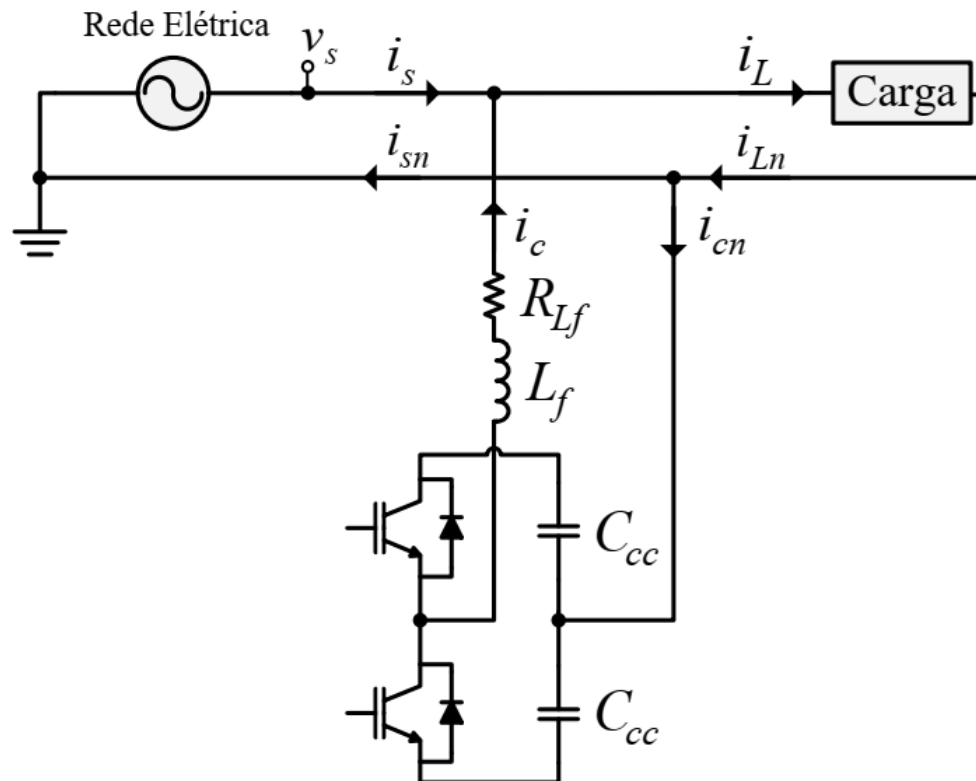 Rede Elétrica
v_s
i_s
i_L
Carga
i_sn
i_Ln
i_c
i_cn
R_Lf
L_f
C_cc
C_cc